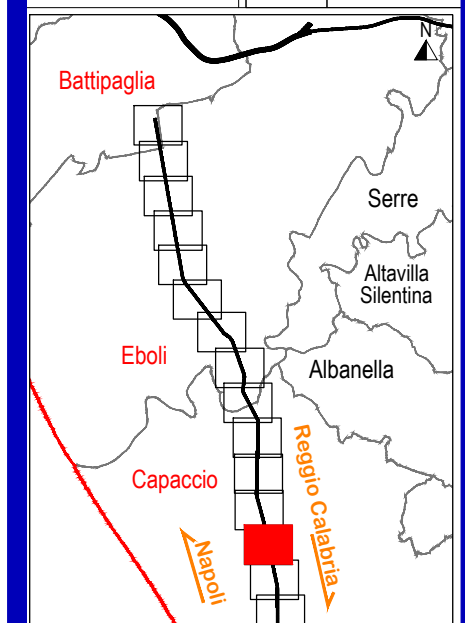 N
Battipaglia
Serre
Altavilla
Silentina
Eboli
Albanella
Capaccio
Reggio Calabria
Napoli